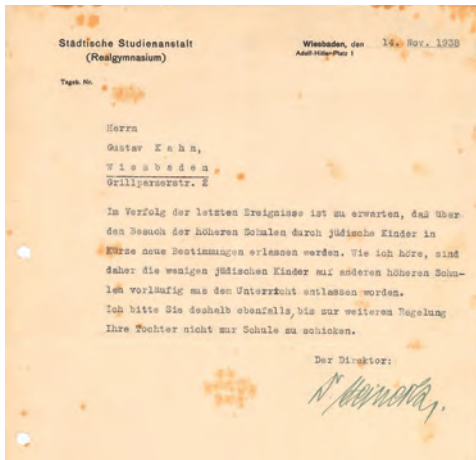 Städtische Studienanstalt
(Realgymnasium)
Tageb. Nr.
Wiesbaden, den 14. Nov. 1938
Adolf-Hitler-Platz 1
Herrn
Gustav K a h n,
W i e s b a d e n
Grillparzerstr. 2
Im Verfolg der letzten Ereignisse ist zu erwarten, daß über
den Besuch der höheren Schulen durch jüdische Kinder in
Kürze neue Bestimmungen erlassen werden. Wie ich höre, sind
daher die wenigen jüdischen Kinder auf anderen höheren Schu-
len vorläufig aus dem Unterricht entlassen worden.
Ich bitte Sie deshalb ebenfalls, bis zur weiteren Regelung
Ihre Tochter nicht zur Schule zu schicken.
Der Direktor:
Dr